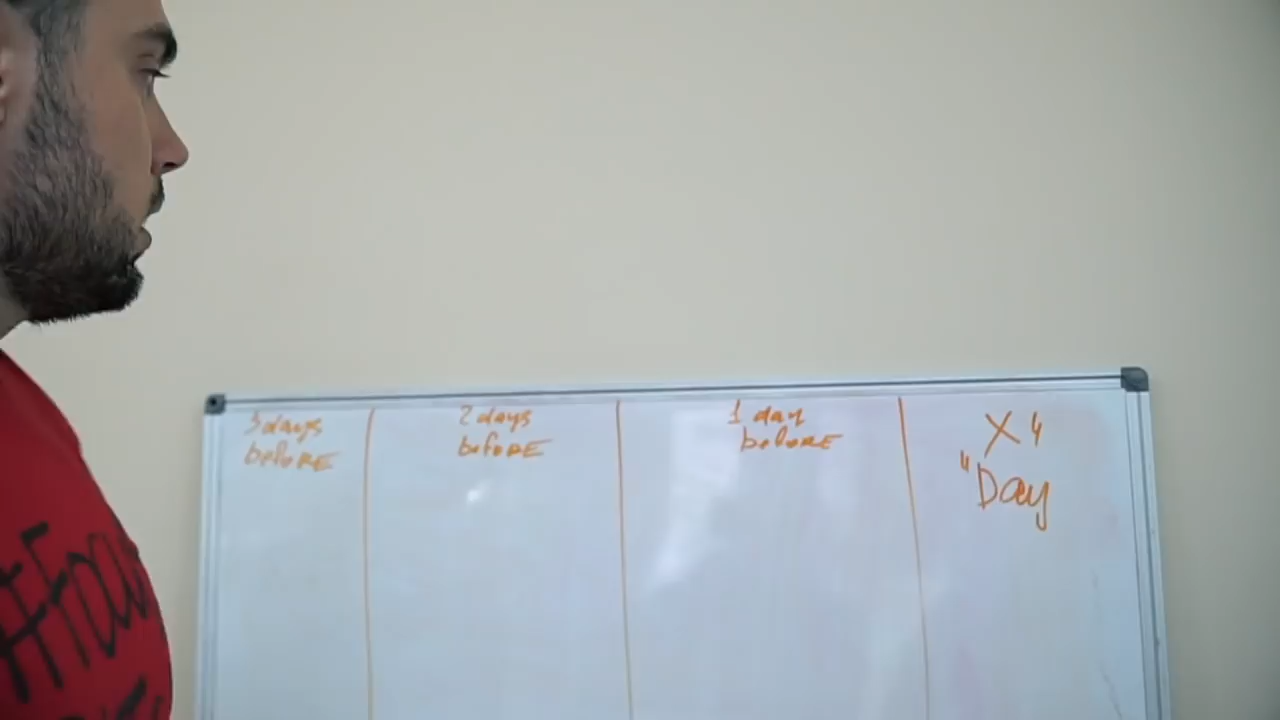 3 days
before
2 days
before
1 day
before
X"
"Day